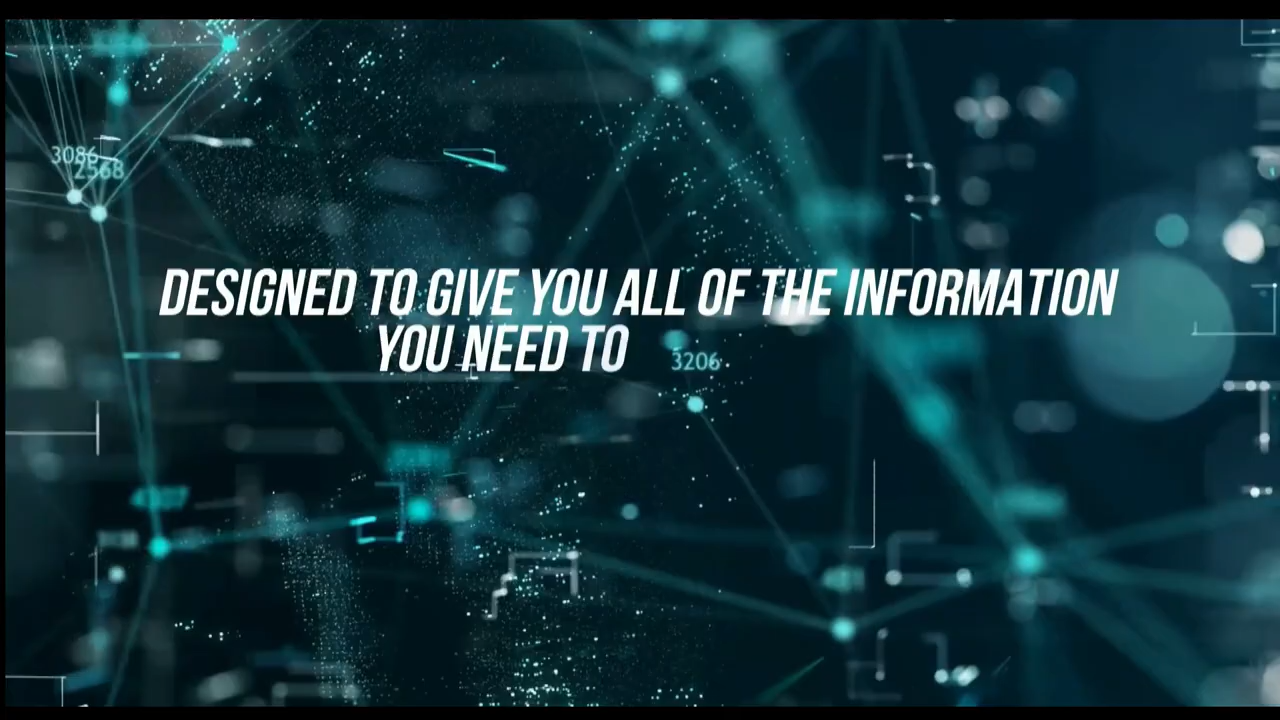 3086
2568
DESIGNED TO GIVE YOU ALL OF THE INFORMATION
YOU NEED TO
3206